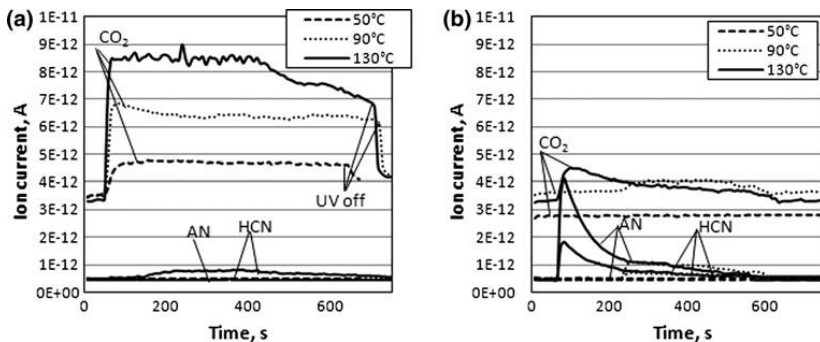 (a)
1E-11
9E-12
8E-12
7E-12
6E-12
5E-12
4E-12
3E-12
2E-12
1E-12
0E+00
Ion current, A
CO2
50°C
90°C
130°C
UV off
AN
HCN
0
200
400
600
Time, s
(b)
1E-11
9E-12
8E-12
7E-12
6E-12
5E-12
4E-12
3E-12
2E-12
1E-12
0E+00
Ion current, A
50°C
90°C
130°C
CO2
AN
HCN
0
200
400
600
Time, s